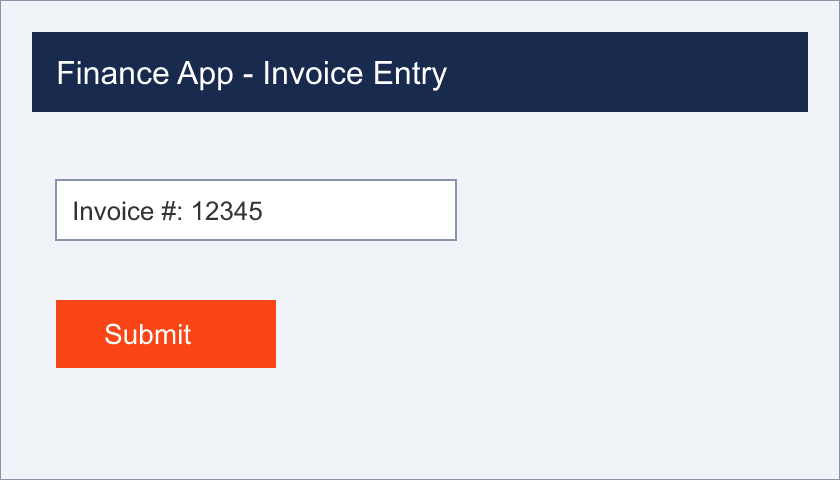 Finance App - Invoice Entry
Invoice #: 12345
Submit